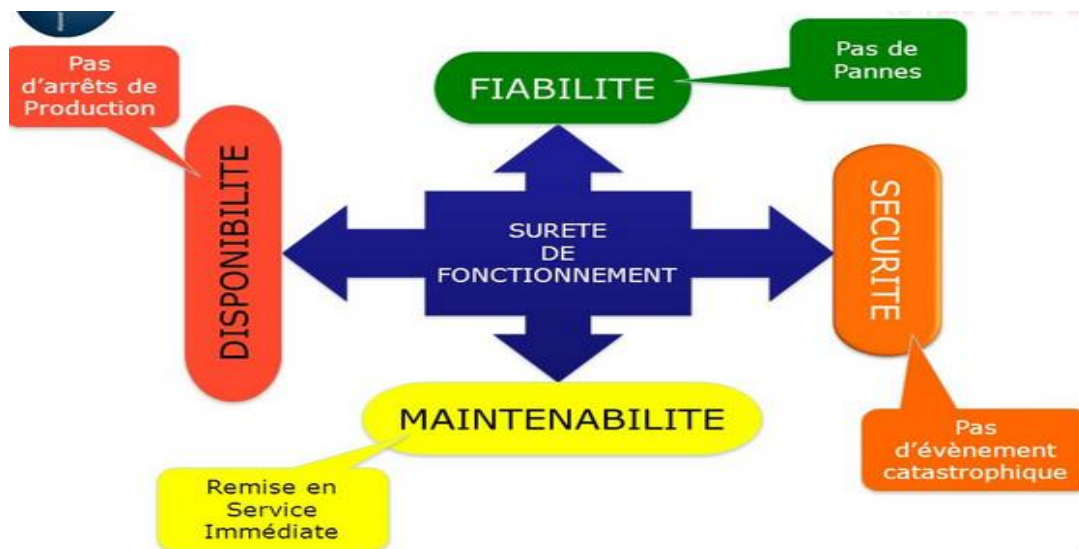 Pas
d'arrêts de
Production
FIABILITE
Pas de
Pannes
DISPONIBILITE
SURETE
DE
FONCTIONNEMENT
SECURITE
MAINTENABILITE
Pas
d'évènement
catastrophique
Remise en
Service
Immédiate